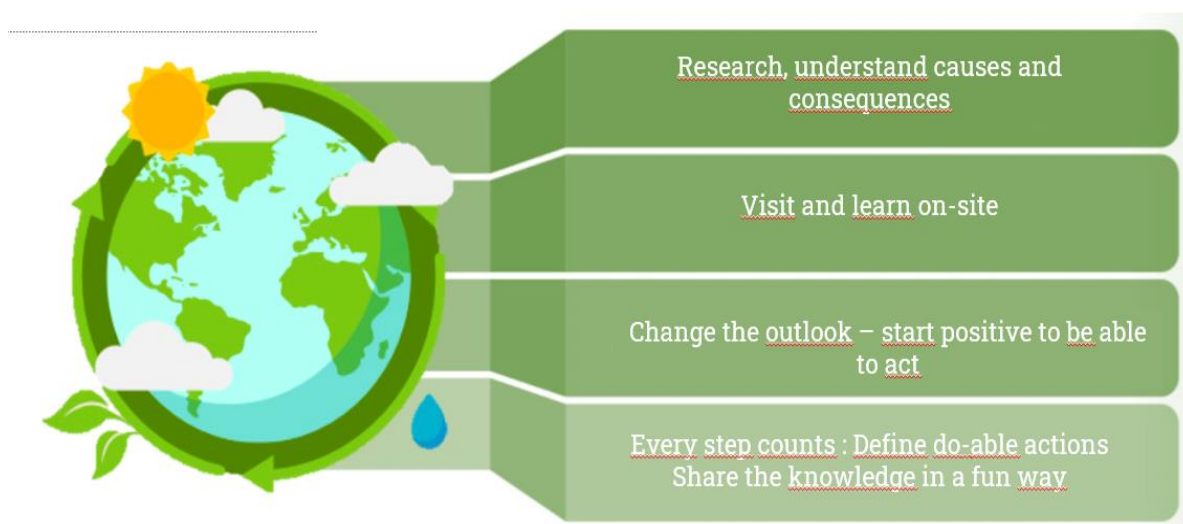 Research, understand causes and
consequences
Visit and learn on-site
Change the outlook – start positive to be able
to act
Every step counts : Define do-able actions
Share the knowledge in a fun way